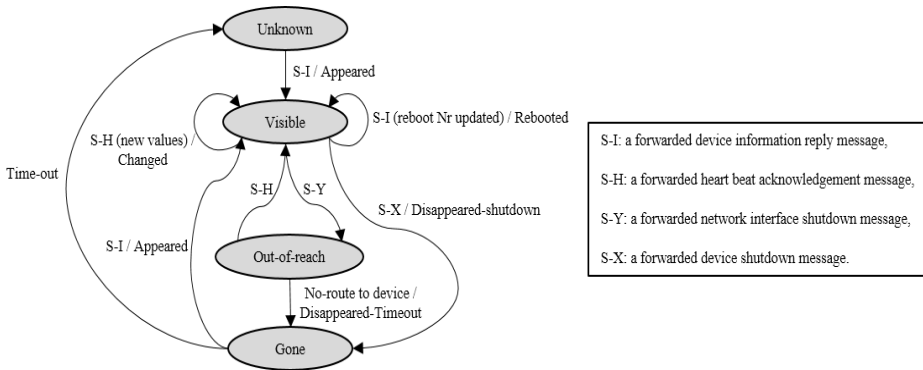 Unknown
S-I / Appeared
Visible
S-H (new values) /
Changed
S-I (reboot Nr updated) / Rebooted
Time-out
S-H
S-Y
S-X / Disappeared-shutdown
S-I / Appeared
Out-of-reach
No-route to device /
Disappeared-Timeout
Gone
S-I: a forwarded device information reply message,
S-H: a forwarded heart beat acknowledgement message,
S-Y: a forwarded network interface shutdown message,
S-X: a forwarded device shutdown message.